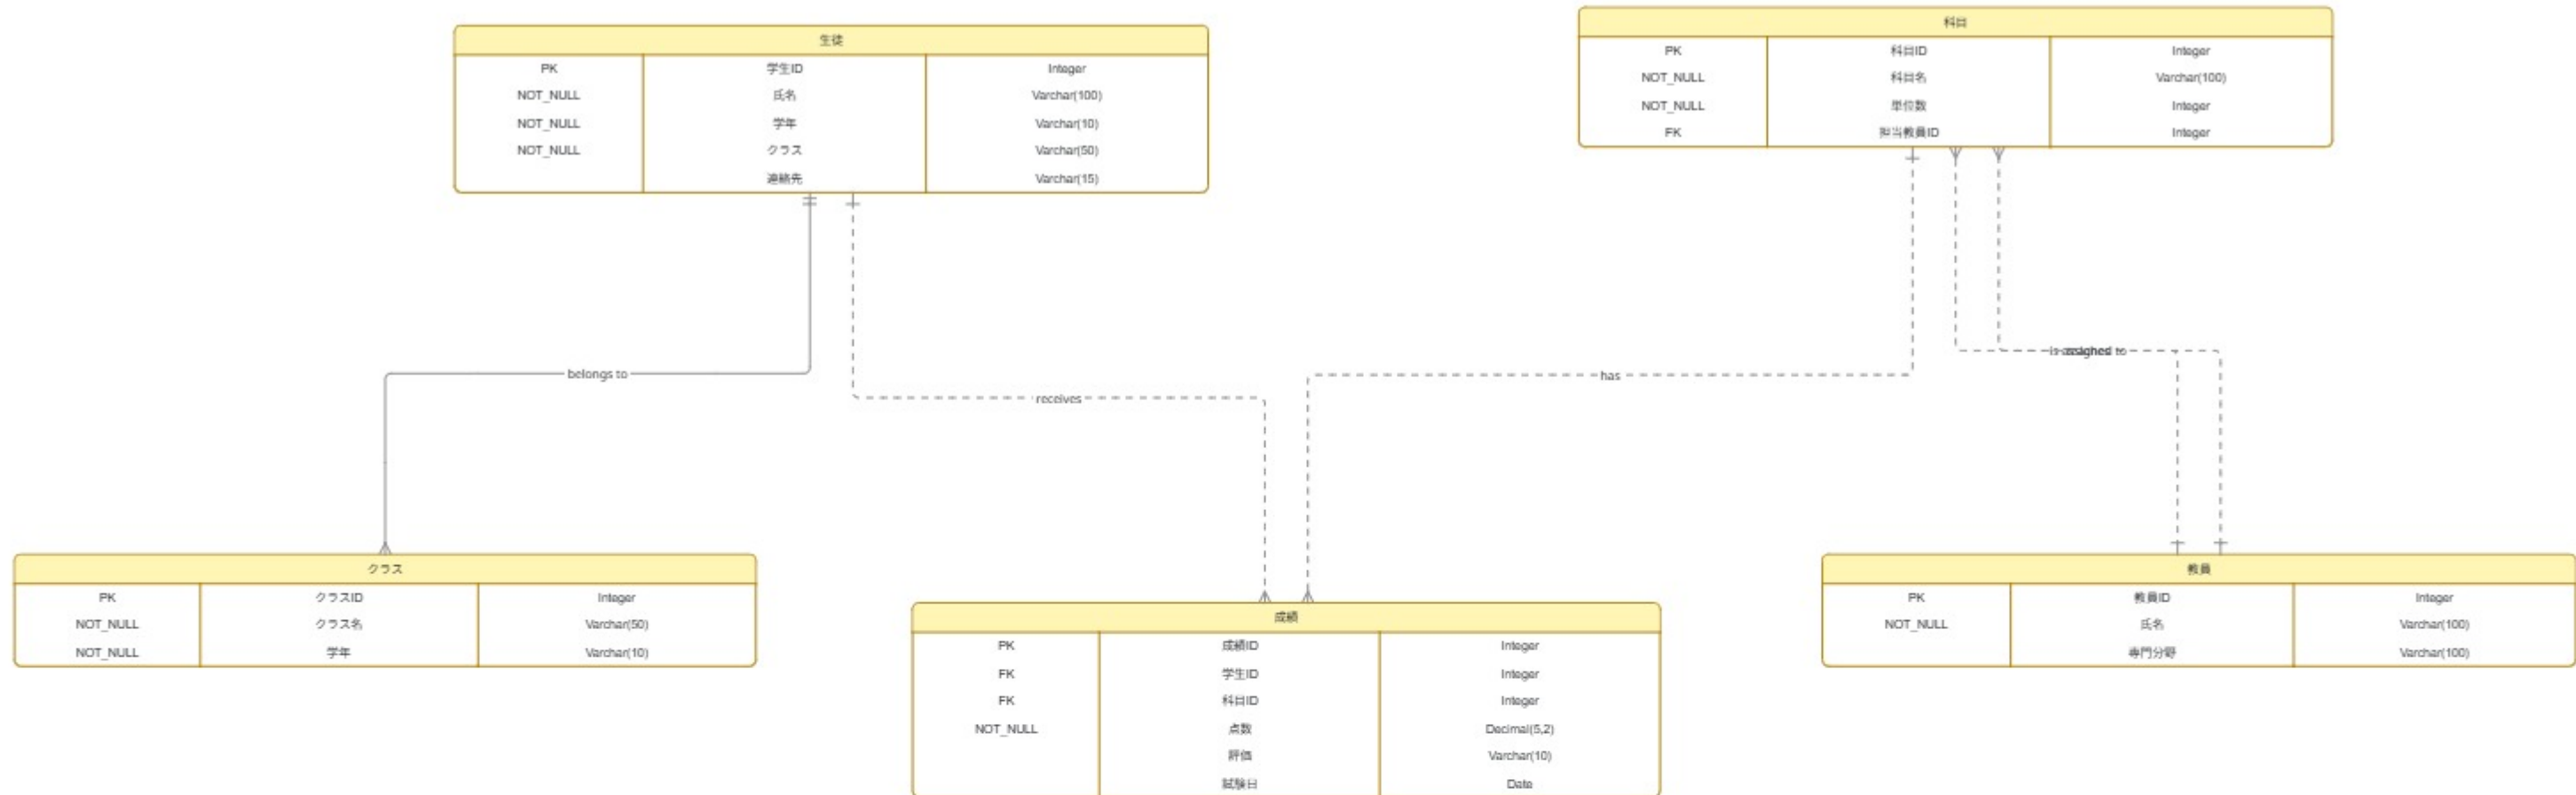 生徒
PK 学生ID Integer
NOT_NULL 氏名 Varchar(100)
NOT_NULL 学年 Varchar(10)
NOT_NULL クラス Varchar(50)
連絡先 Varchar(15)
科目
PK 科目ID Integer
NOT_NULL 科目名 Varchar(100)
NOT_NULL 単位数 Integer
FK 担当教員ID Integer
belongs to
receives
has
クラス
PK クラスID Integer
NOT_NULL クラス名 Varchar(50)
NOT_NULL 学年 Varchar(10)
成績
PK 成績ID Integer
FK 学生ID Integer
FK 科目ID Integer
NOT_NULL 点数 Decimal(5,2)
評価 Varchar(10)
試験日 Date
教員
PK 教員ID Integer
NOT_NULL 氏名 Varchar(100)
専門分野 Varchar(100)